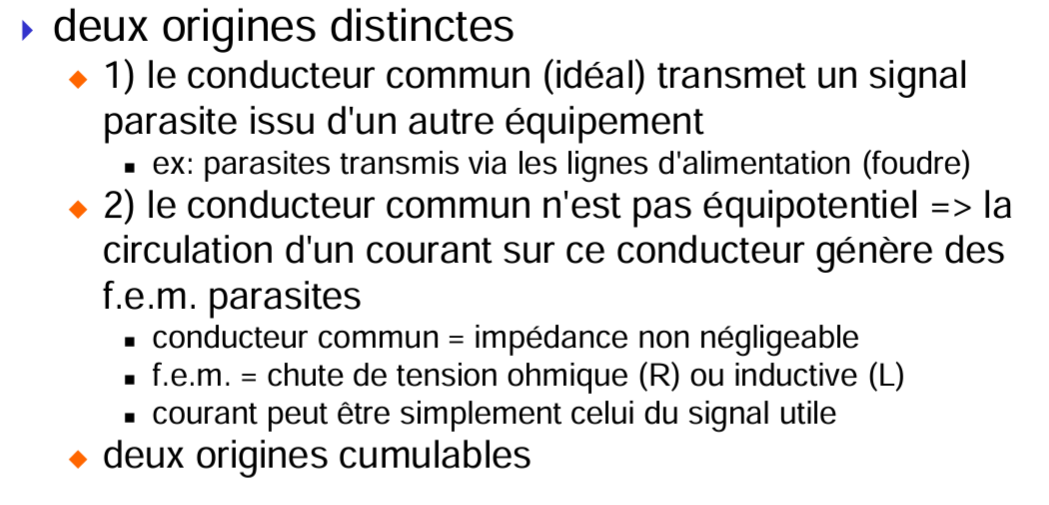 deux origines distinctes
1) le conducteur commun (idéal) transmet un signal
parasite issu d'un autre équipement
ex: parasites transmis via les lignes d'alimentation (foudre)
2) le conducteur commun n'est pas équipotentiel => la
circulation d'un courant sur ce conducteur génère des
f.e.m. parasites
conducteur commun = impédance non négligeable
f.e.m. = chute de tension ohmique (R) ou inductive (L)
courant peut être simplement celui du signal utile
deux origines cumulables